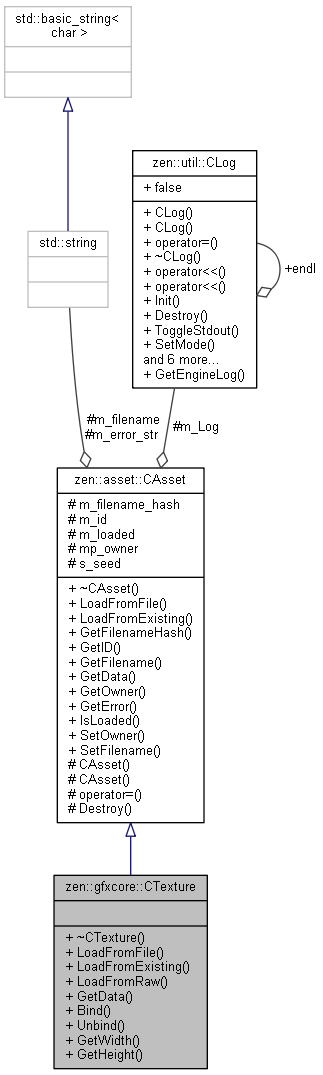 std::basic_string<
char >
zen::util::CLog
+ false
+ CLog()
+ CLog()
+ operator=()
+ ~CLog()
+ operator<<()
+ operator<<()
+ Init()
+ Destroy()
+ ToggleStdout()
+ SetMode()
and 6 more...
+ GetEngineLog()
+endl
std::string
#m_filename
#m_error_str
#m_Log
zen::asset::CAsset
# m_filename_hash
# m_id
# m_loaded
# mp_owner
# s_seed
+ ~CAsset()
+ LoadFromFile()
+ LoadFromExisting()
+ GetFilenameHash()
+ GetID()
+ GetFilename()
+ GetData()
+ GetOwner()
+ GetError()
+ IsLoaded()
+ SetOwner()
+ SetFilename()
# CAsset()
# CAsset()
# operator=()
# Destroy()
zen::gfxcore::CTexture
+ ~CTexture()
+ LoadFromFile()
+ LoadFromExisting()
+ LoadFromRaw()
+ GetData()
+ Bind()
+ Unbind()
+ GetWidth()
+ GetHeight()